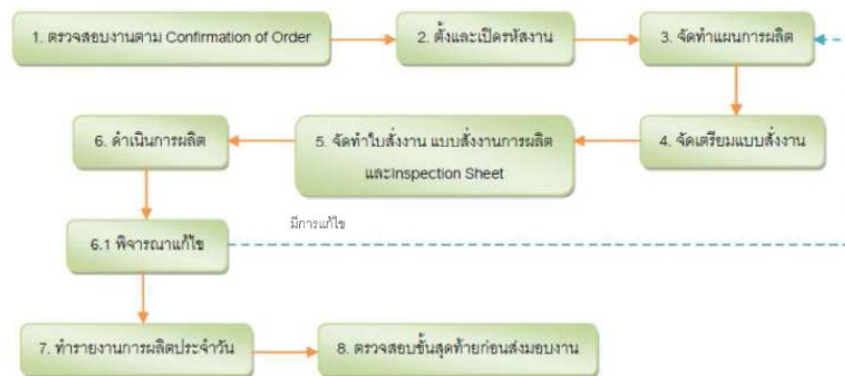 1. ตรวจสอบงานตาม Confirmation of Order
2. ตั้งและเปิดรหัสงาน
3. จัดทำแผนการผลิต
4. จัดเตรียมแบบสั่งงาน
5. จัดทำใบสั่งงาน แบบสั่งงานการผลิต
และInspection Sheet
6. ดำเนินการผลิต
มีการแก้ไข
6.1 พิจารณาแก้ไข
7. ทำรายงานการผลิตประจำวัน
8. ตรวจสอบขั้นสุดท้ายก่อนส่งมอบงาน